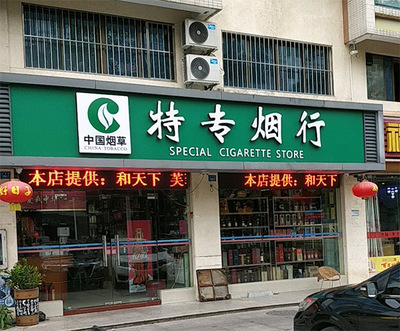 中国烟草
CHINA TOBACCO
特专烟行
SPECIAL CIGARETTE STORE
本店提供：和天下 芙
本店提供：和天下